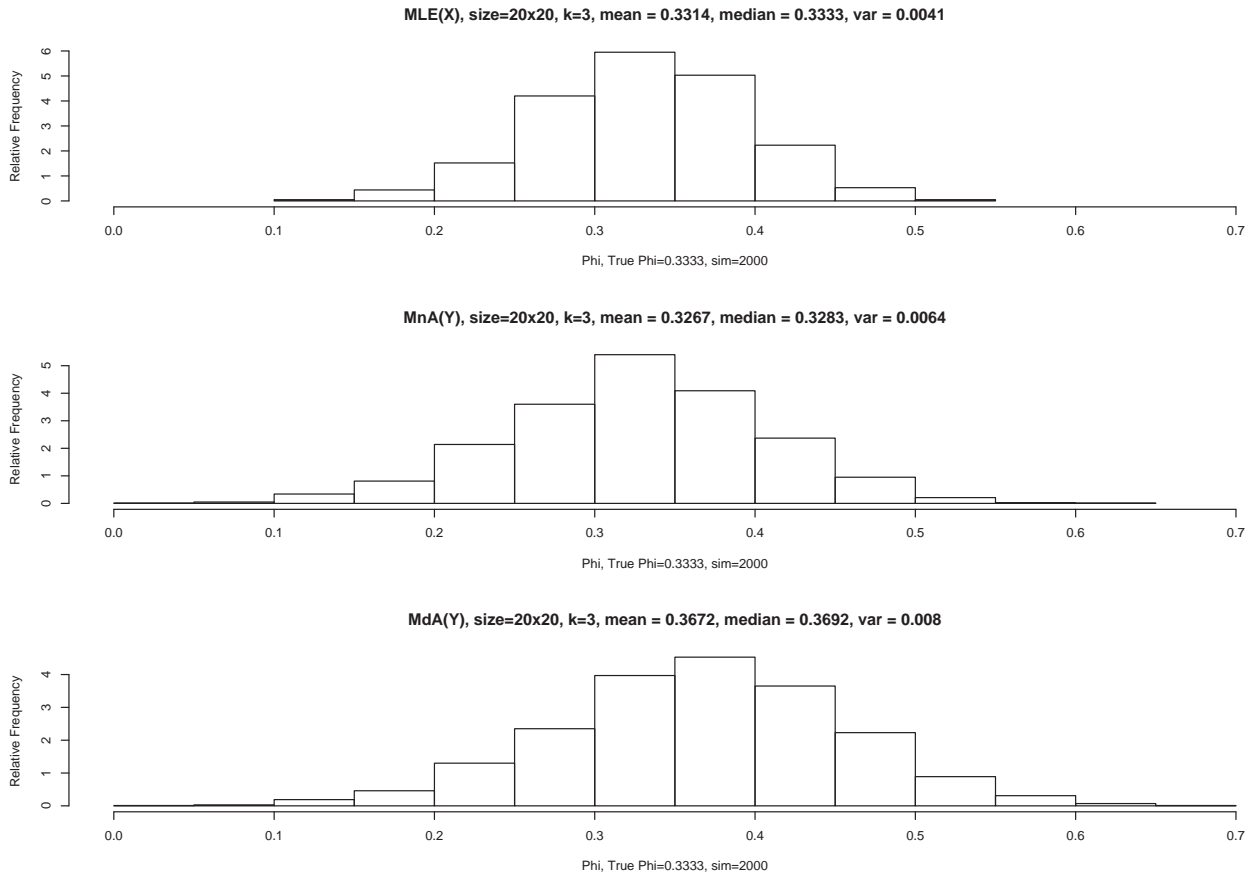 MLE(X), size=20x20, k=3, mean = 0.3314, median = 0.3333, var = 0.0041
Relative Frequency
6
5
4
3
2
1
0
0.0 0.1 0.2 0.3 0.4 0.5 0.6 0.7
Phi, True Phi=0.3333, sim=2000
MnA(Y), size=20x20, k=3, mean = 0.3267, median = 0.3283, var = 0.0064
Relative Frequency
5
4
3
2
1
0
0.0 0.1 0.2 0.3 0.4 0.5 0.6 0.7
Phi, True Phi=0.3333, sim=2000
MdA(Y), size=20x20, k=3, mean = 0.3672, median = 0.3692, var = 0.008
Relative Frequency
4
3
2
1
0
0.0 0.1 0.2 0.3 0.4 0.5 0.6 0.7
Phi, True Phi=0.3333, sim=2000